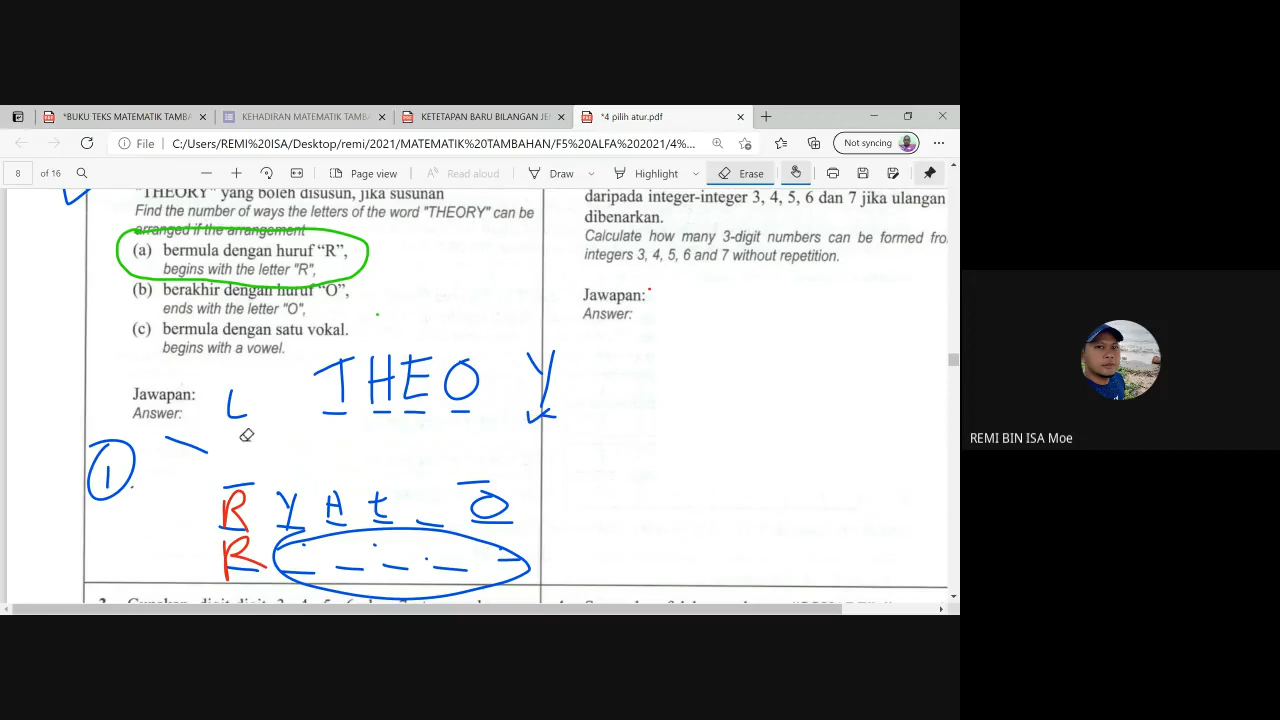 *BUKU TEKS MATEMATIK TAMBA
KEHADIRAN MATEMATIK TAMBA
KETETAPAN BARU BILANGAN JE
*4 pilih atur.pdf
File
C:/Users/REMI%20ISA/Desktop/remi/2021/MATEMATIK%20TAMBAHAN/F5%20ALFA%202021/4%...
Not syncing
8 of 16
Page view
Read aloud
Draw
Highlight
Erase
"THEORY" yang boleh disusun, jika susunan
Find the number of ways the letters of the word "THEORY" can be
arranged if the arrangement
(a) bermula dengan huruf “R”,
begins with the letter "R",
(b) berakhir dengan huruf “O”,
ends with the letter "O",
(c) bermula dengan satu vokal.
begins with a vowel.
Jawapan:
Answer:
T H E O Y
1
R Y H t O
R
daripada integer-integer 3, 4, 5, 6 dan 7 jika ulangan
dibenarkan.
Calculate how many 3-digit numbers can be formed fro
integers 3, 4, 5, 6 and 7 without repetition.
Jawapan:
Answer:
REMI BIN ISA Moe